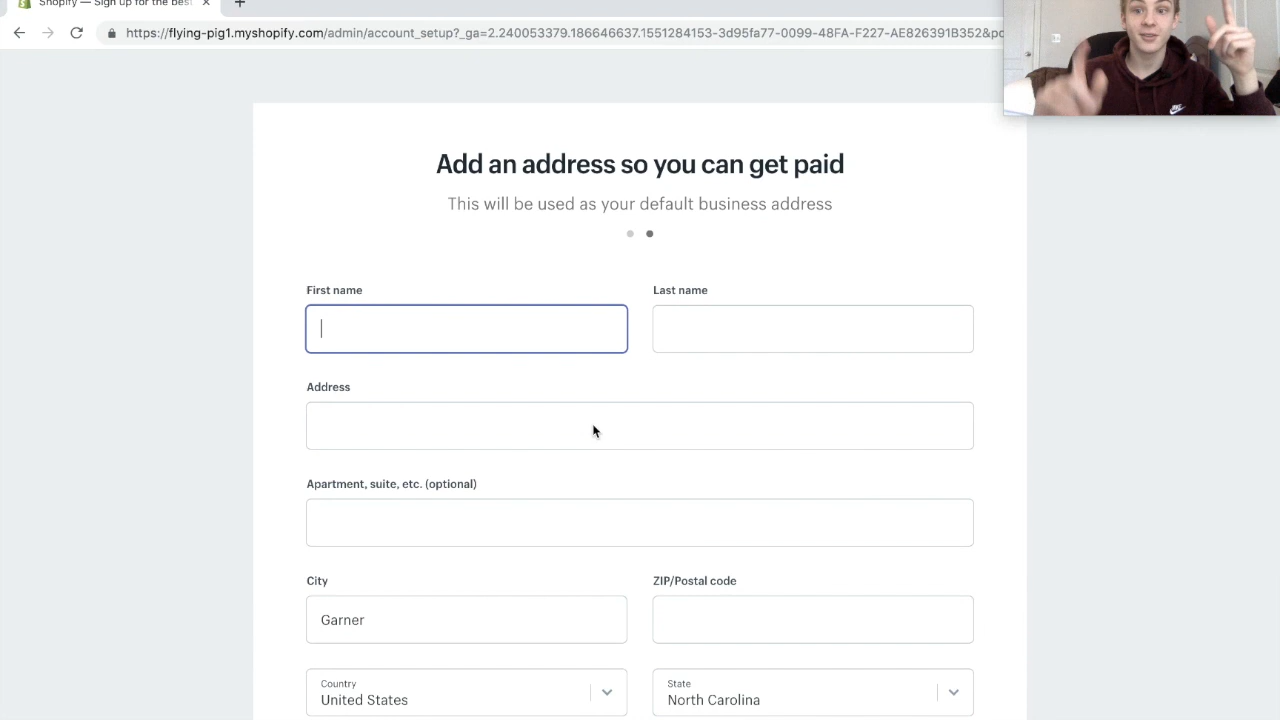 Shopify — Sign up for the best
https://flying-pig1.myshopify.com/admin/account_setup?_ga=2.240053379.186646637.1551284153-3d95fa77-0099-48FA-F227-AE826391B352&po
Add an address so you can get paid
This will be used as your default business address
First name
Last name
Address
Apartment, suite, etc. (optional)
City
ZIP/Postal code
Garner
Country
State
United States
North Carolina